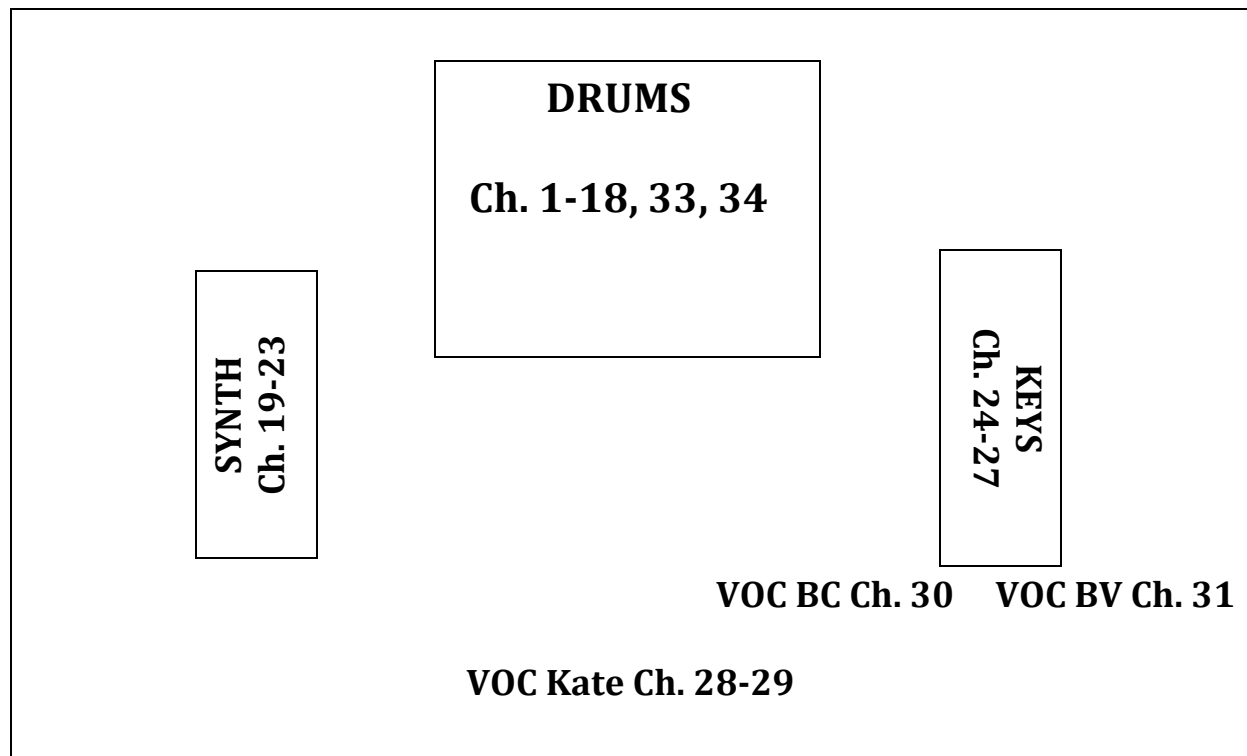 DRUMS
Ch. 1-18, 33, 34
SYNTH
Ch. 19-23
KEYS
Ch. 24-27
VOC BC Ch. 30
VOC BV Ch. 31
VOC Kate Ch. 28-29